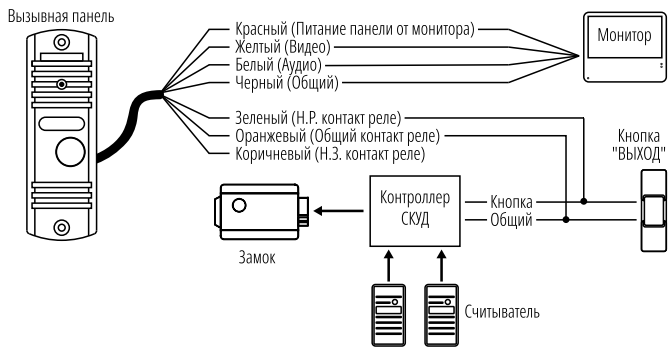 Вызывная панель
Красный (Питание панели от монитора)
Желтый (Видео)
Белый (Аудио)
Черный (Общий)
Монитор
Зеленый (Н.Р. контакт реле)
Оранжевый (Общий контакт реле)
Коричневый (Н.З. контакт реле)
Кнопка
"ВЫХОД"
Контроллер
СКУД
Кнопка
Общий
Замок
Считыватель